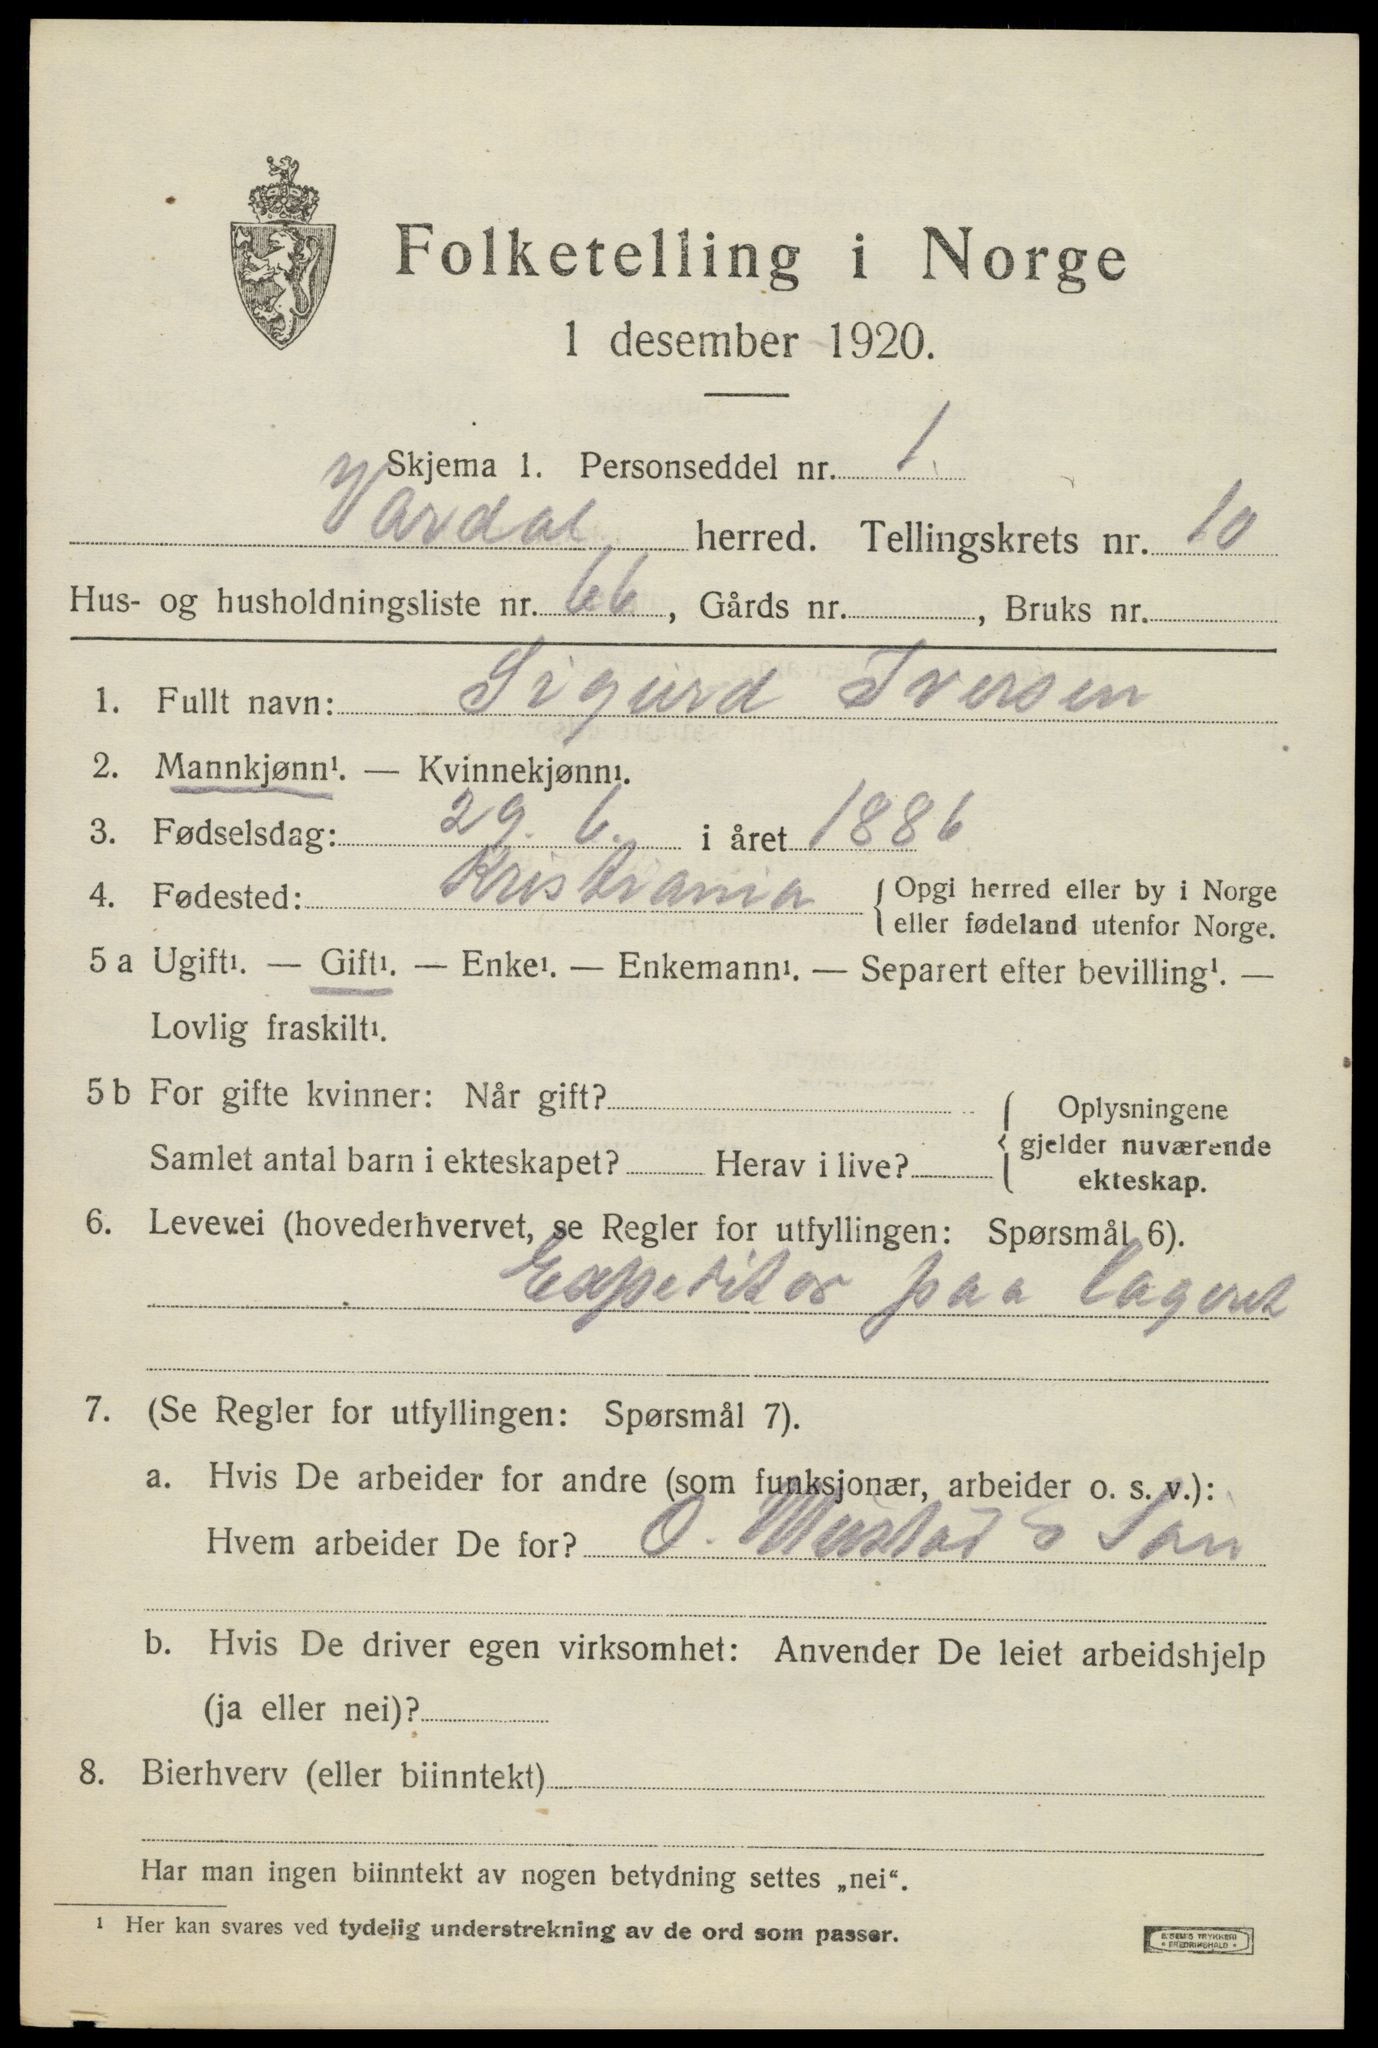 Folketelling i Norge
1 desember 1920.
Skjema 1. Personseddel nr. 1.
Vardal herred. Tellingskrets nr. 10
Hus- og husholdningsliste nr. 66, Gårds nr. , Bruks nr.
1. Fullt navn: Sigurd Iversen
2. Mannkjønn¹. — Kvinnekjønn¹.
3. Fødselsdag: 29. 6. i året 1886
4. Fødested: Kristiania { Opgi herred eller by i Norge
eller fødeland utenfor Norge.
5 a Ugift¹. — Gift¹. — Enke¹. — Enkemann¹. — Separert efter bevilling¹. —
Lovlig fraskilt¹.
5 b For gifte kvinner: Når gift? { Oplysningene
gjelder nuværende
Samlet antal barn i ekteskapet? Herav i live?
ekteskap.
6. Levevei (hovederhvervet, se Regler for utfyllingen: Spørsmål 6).
Expeditør paa lageret
7. (Se Regler for utfyllingen: Spørsmål 7).
a. Hvis De arbeider for andre (som funksjonær, arbeider o. s. v.):
Hvem arbeider De for? O. Mustad & Søn
b. Hvis De driver egen virksomhet: Anvender De leiet arbeidshjelp
(ja eller nei)?
8. Bierhverv (eller biinntekt)
Har man ingen biinntekt av nogen betydning settes „nei“.
¹ Her kan svares ved tydelig understrekning av de ord som passer.
E. SEM'S TRYKKERI
* FREDRIKSHALD *